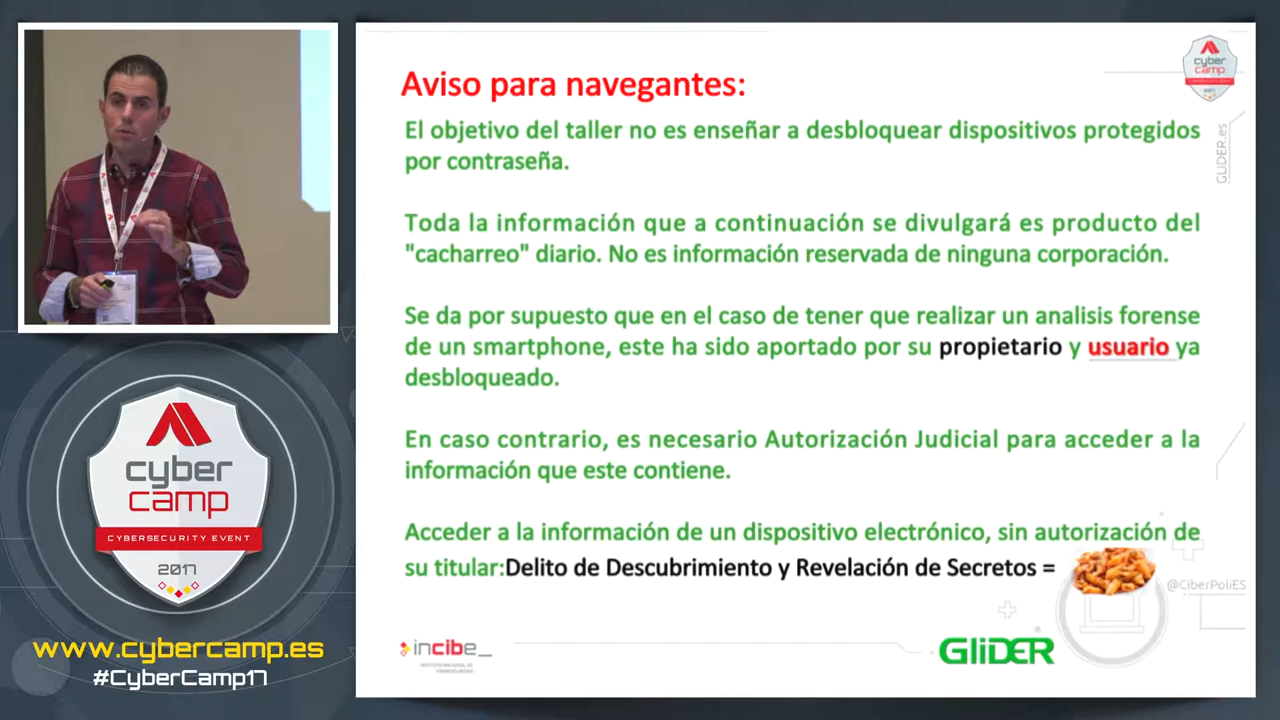 Aviso para navegantes:
El objetivo del taller no es enseñar a desbloquear dispositivos protegidos
por contraseña.
Toda la información que a continuación se divulgará es producto del
"cacharreo" diario. No es información reservada de ninguna corporación.
Se da por supuesto que en el caso de tener que realizar un analisis forense
de un smartphone, este ha sido aportado por su propietario y usuario ya
desbloqueado.
En caso contrario, es necesario Autorización Judicial para acceder a la
información que este contiene.
Acceder a la información de un dispositivo electrónico, sin autorización de
su titular:Delito de Descubrimiento y Revelación de Secretos =
cyber
camp
2017
GLIDER.es
@CiberPoliES
incibe_
GLiDER
cyber
camp
CYBERSECURITY EVENT
2017
www.cybercamp.es
#CyberCamp17